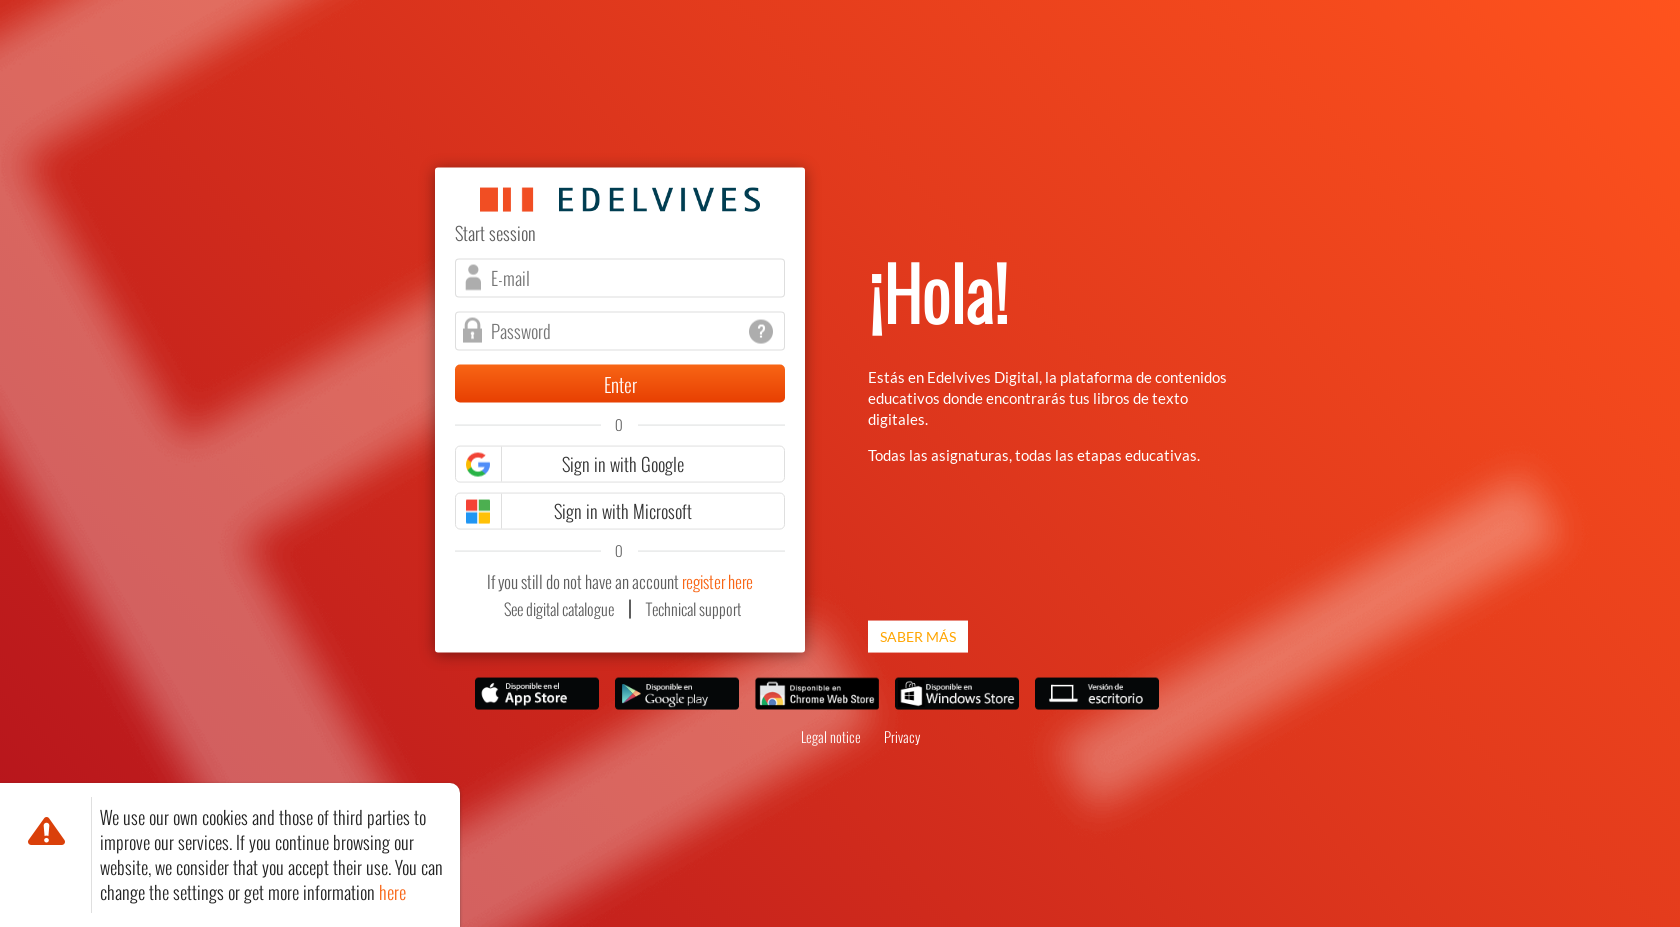 EDELVIVES
Start session
E-mail
Password
?
Enter
O
Sign in with Google
Sign in with Microsoft
O
If you still do not have an account register here
See digital catalogue
Technical support
¡Hola!
Estás en Edelvives Digital, la plataforma de contenidos
educativos donde encontrarás tus libros de texto
digitales.
Todas las asignaturas, todas las etapas educativas.
SABER MÁS
Disponible en el
App Store
Disponible en
Google play
Disponible en
Chrome Web Store
Disponible en
Windows Store
Versión de
escritorio
Legal notice
Privacy
We use our own cookies and those of third parties to
improve our services. If you continue browsing our
website, we consider that you accept their use. You can
change the settings or get more information here